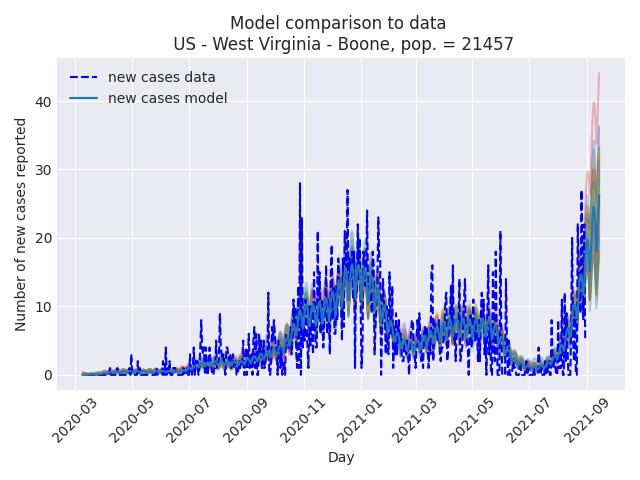 Model comparison to data
US - West Virginia - Boone, pop. = 21457
new cases data
new cases model
Number of new cases reported
40
30
20
10
0
2020-03
2020-05
2020-07
2020-09
2020-11
2021-01
2021-03
2021-05
2021-07
2021-09
Day